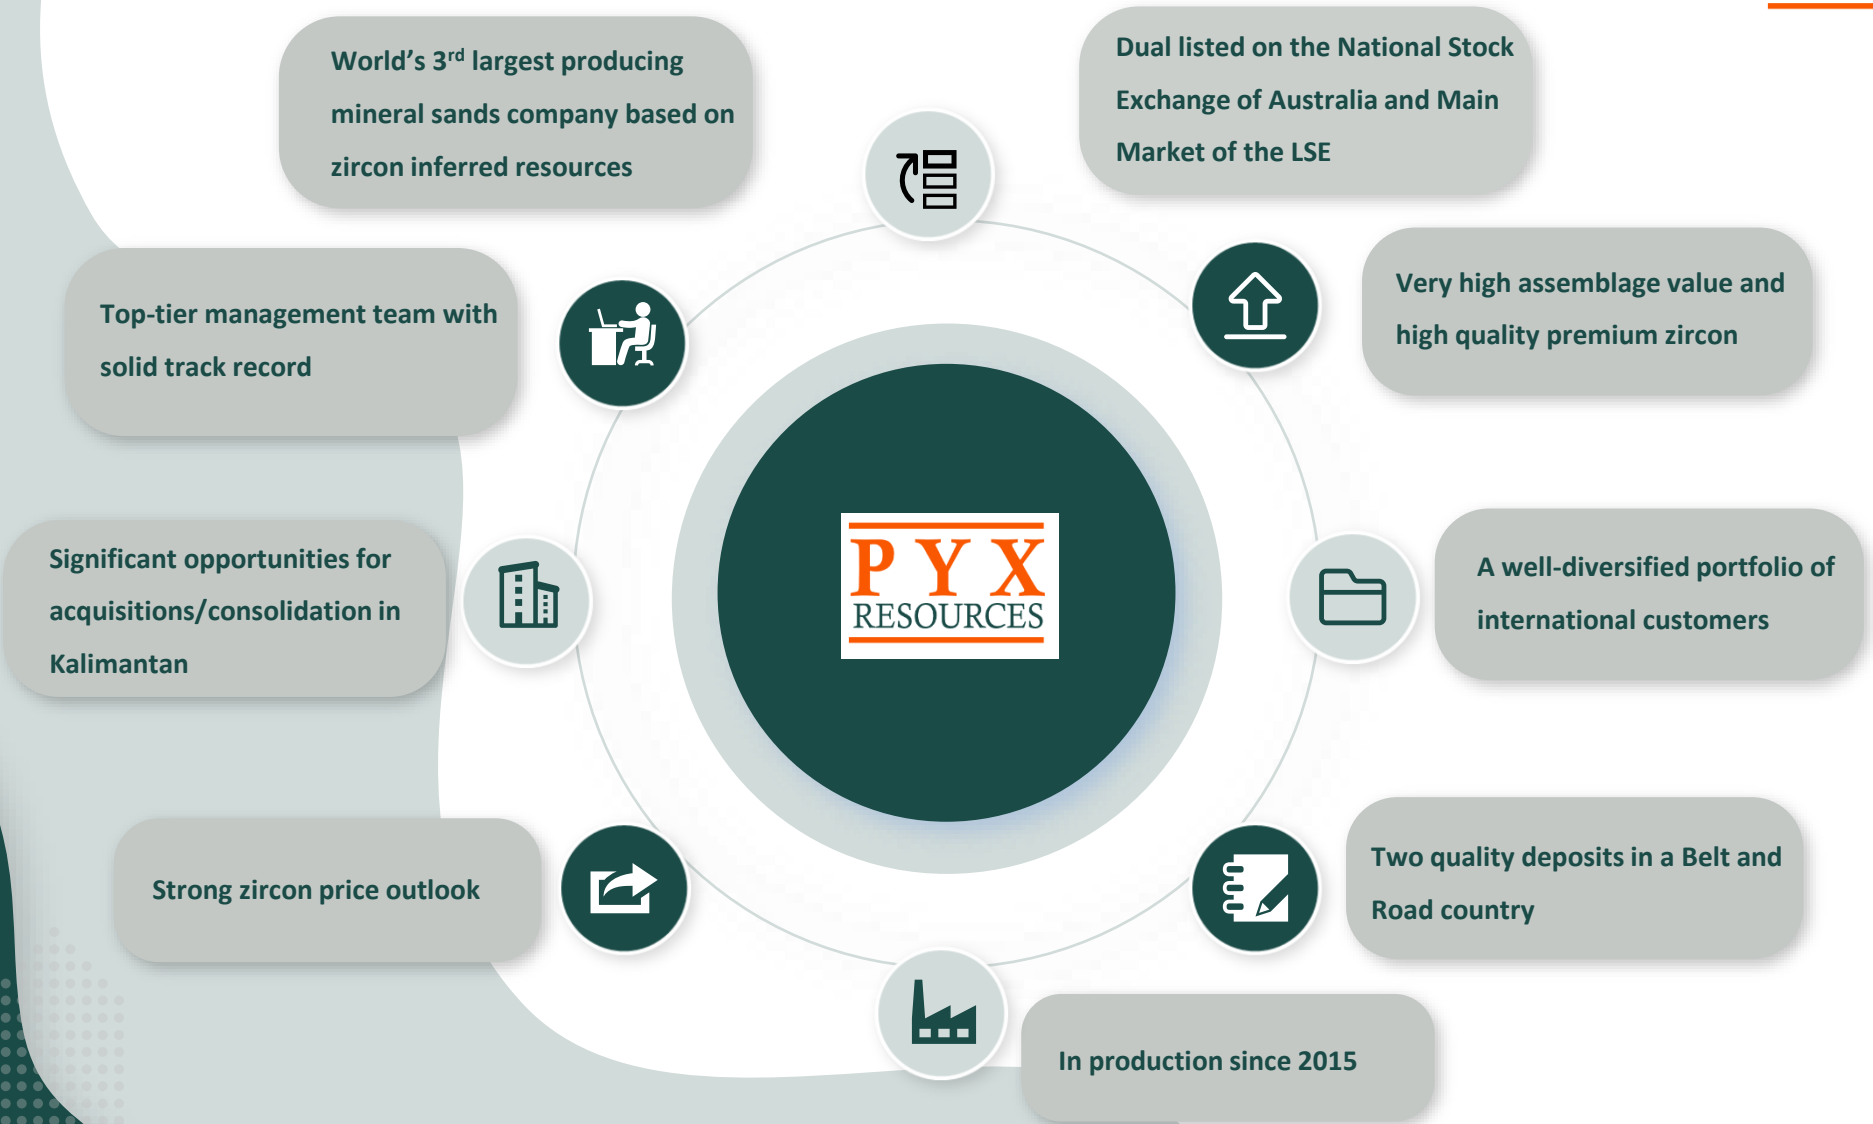 World's 3rd largest producing
mineral sands company based on
zircon inferred resources
Dual listed on the National Stock
Exchange of Australia and Main
Market of the LSE
Top-tier management team with
solid track record
Very high assemblage value and
high quality premium zircon
Significant opportunities for
acquisitions/consolidation in
Kalimantan
PYX
RESOURCES
A well-diversified portfolio of
international customers
Strong zircon price outlook
Two quality deposits in a Belt and
Road country
In production since 2015